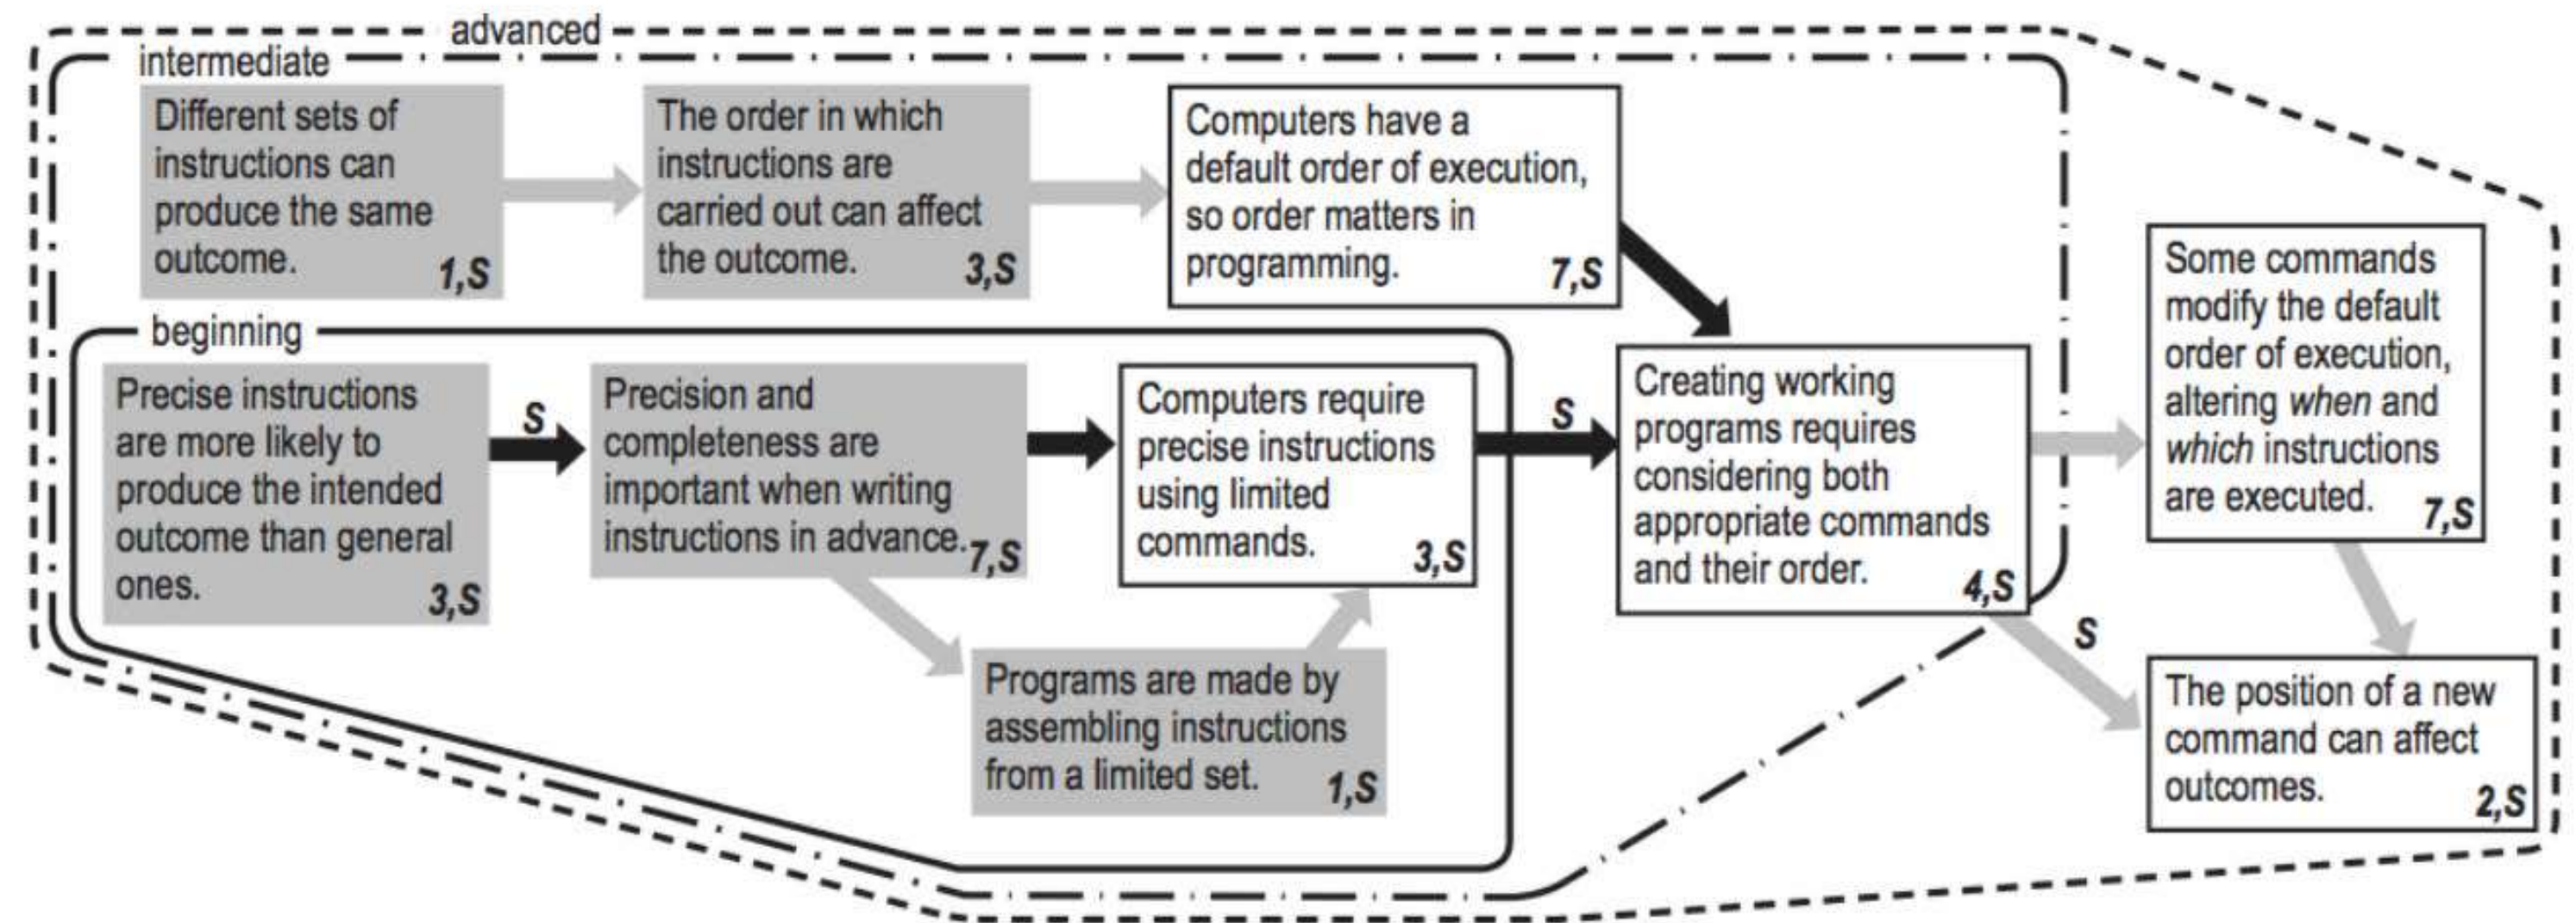 advanced
intermediate
Different sets of
instructions can
produce the same
outcome.
1,S
The order in which
instructions are
carried out can affect
the outcome.
3,S
Computers have a
default order of execution,
so order matters in
programming.
7,S
beginning
Precise instructions
are more likely to
produce the intended
outcome than general
ones.
3,S
S
Precision and
completeness are
important when writing
instructions in advance.
7,S
Computers require
precise instructions
using limited
commands.
3,S
Programs are made by
assembling instructions
from a limited set.
1,S
S
Creating working
programs requires
considering both
appropriate commands
and their order.
4,S
Some commands
modify the default
order of execution,
altering when and
which instructions
are executed.
7,S
S
The position of a new
command can affect
outcomes.
2,S